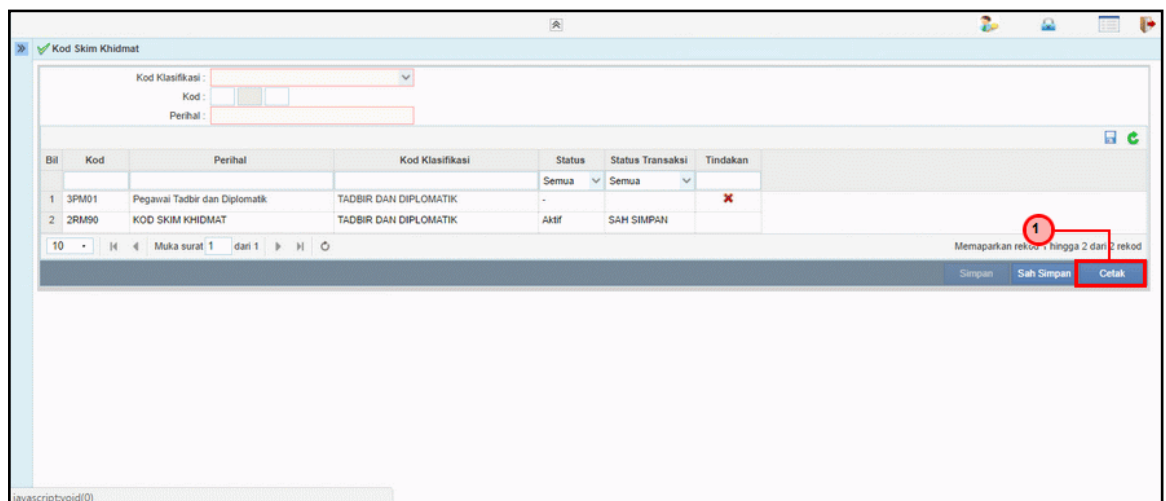 Kod Skim Khidmat
Kod Klasifikasi :
Kod :
Perihal :
Bil Kod Perihal Kod Klasifikasi Status Status Transaksi Tindakan
Semua Semua
1 3PM01 Pegawai Tadbir dan Diplomatik TADBIR DAN DIPLOMATIK -
2 2RM90 KOD SKIM KHIDMAT TADBIR DAN DIPLOMATIK Aktif SAH SIMPAN
1
10 Muka surat 1 dari 1 Memaparkan rekod 1 hingga 2 dari 2 rekod
Simpan Sah Simpan Cetak
javascript:void(0)